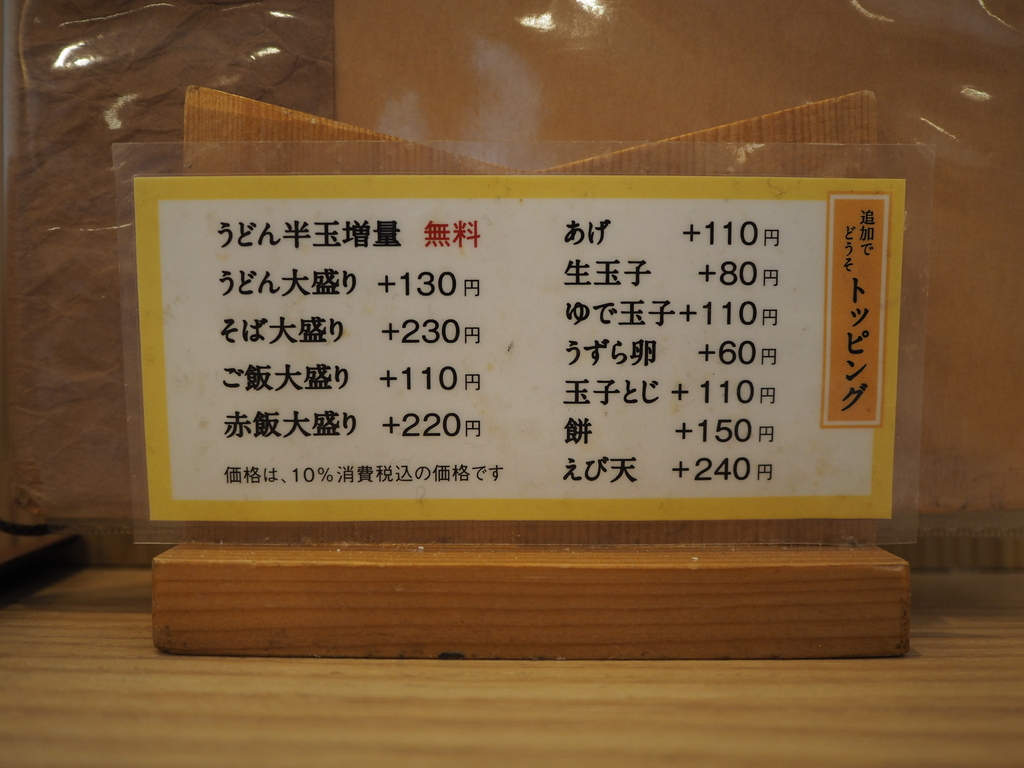 追加で
どうぞ
トッピング
あげ +110円
生玉子 +80円
ゆで玉子+110円
うずら卵 +60円
玉子とじ +110円
餅 +150円
えび天 +240円
うどん半玉増量 無料
うどん大盛り +130円
そば大盛り +230円
ご飯大盛り +110円
赤飯大盛り +220円
価格は、10%消費税込の価格です